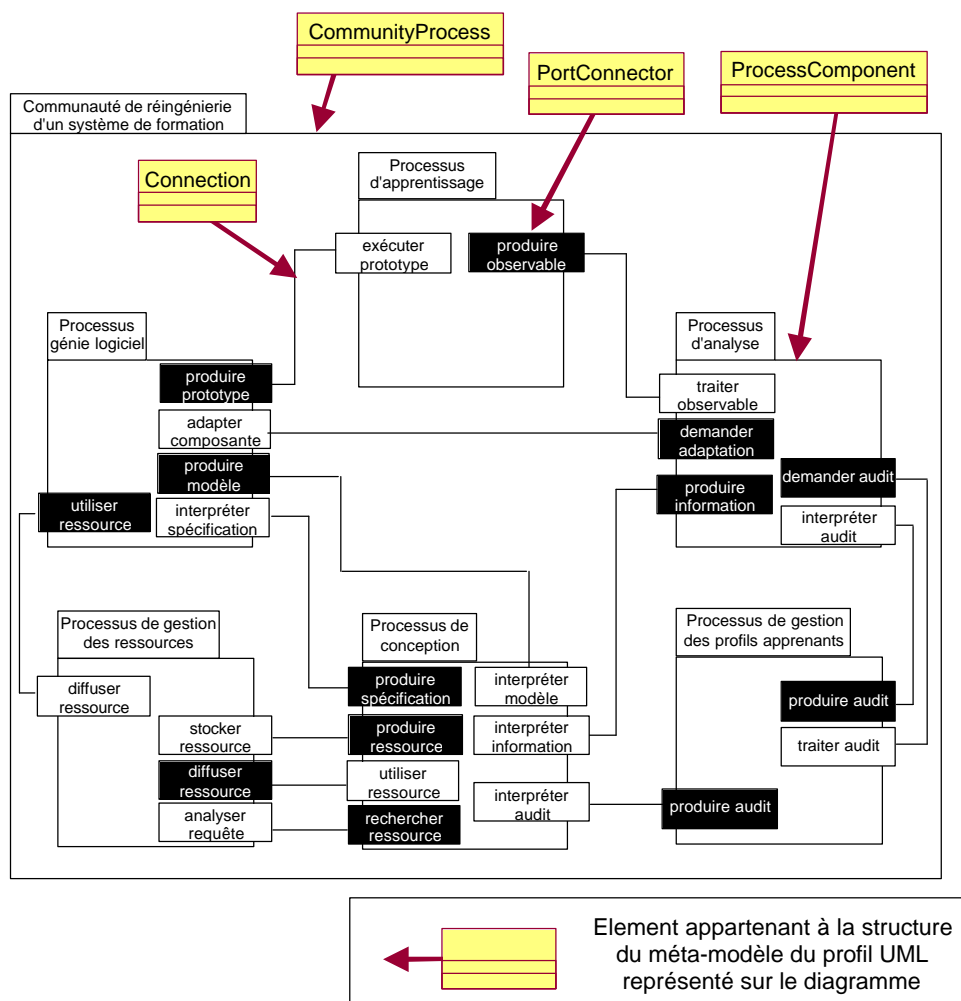 CommunityProcess
PortConnector
ProcessComponent
Communauté de réingénierie
d'un système de formation
Connection
Processus
d'apprentissage
exécuter
prototype
produire
observable
Processus
génie logiciel
Processus
d'analyse
produire
prototype
adapter
composante
produire
modèle
utiliser
ressource
interpréter
spécification
traiter
observable
demander
adaptation
produire
information
demander audit
interpréter
audit
Processus de gestion
des ressources
Processus de
conception
Processus de gestion
des profils apprenants
diffuser
ressource
stocker
ressource
diffuser
ressource
analyser
requête
produire
spécification
produire
ressource
utiliser
ressource
rechercher
ressource
interpréter
modèle
interpréter
information
interpréter
audit
produire audit
traiter audit
produire audit
Element appartenant à la structure
du méta-modèle du profil UML
représenté sur le diagramme